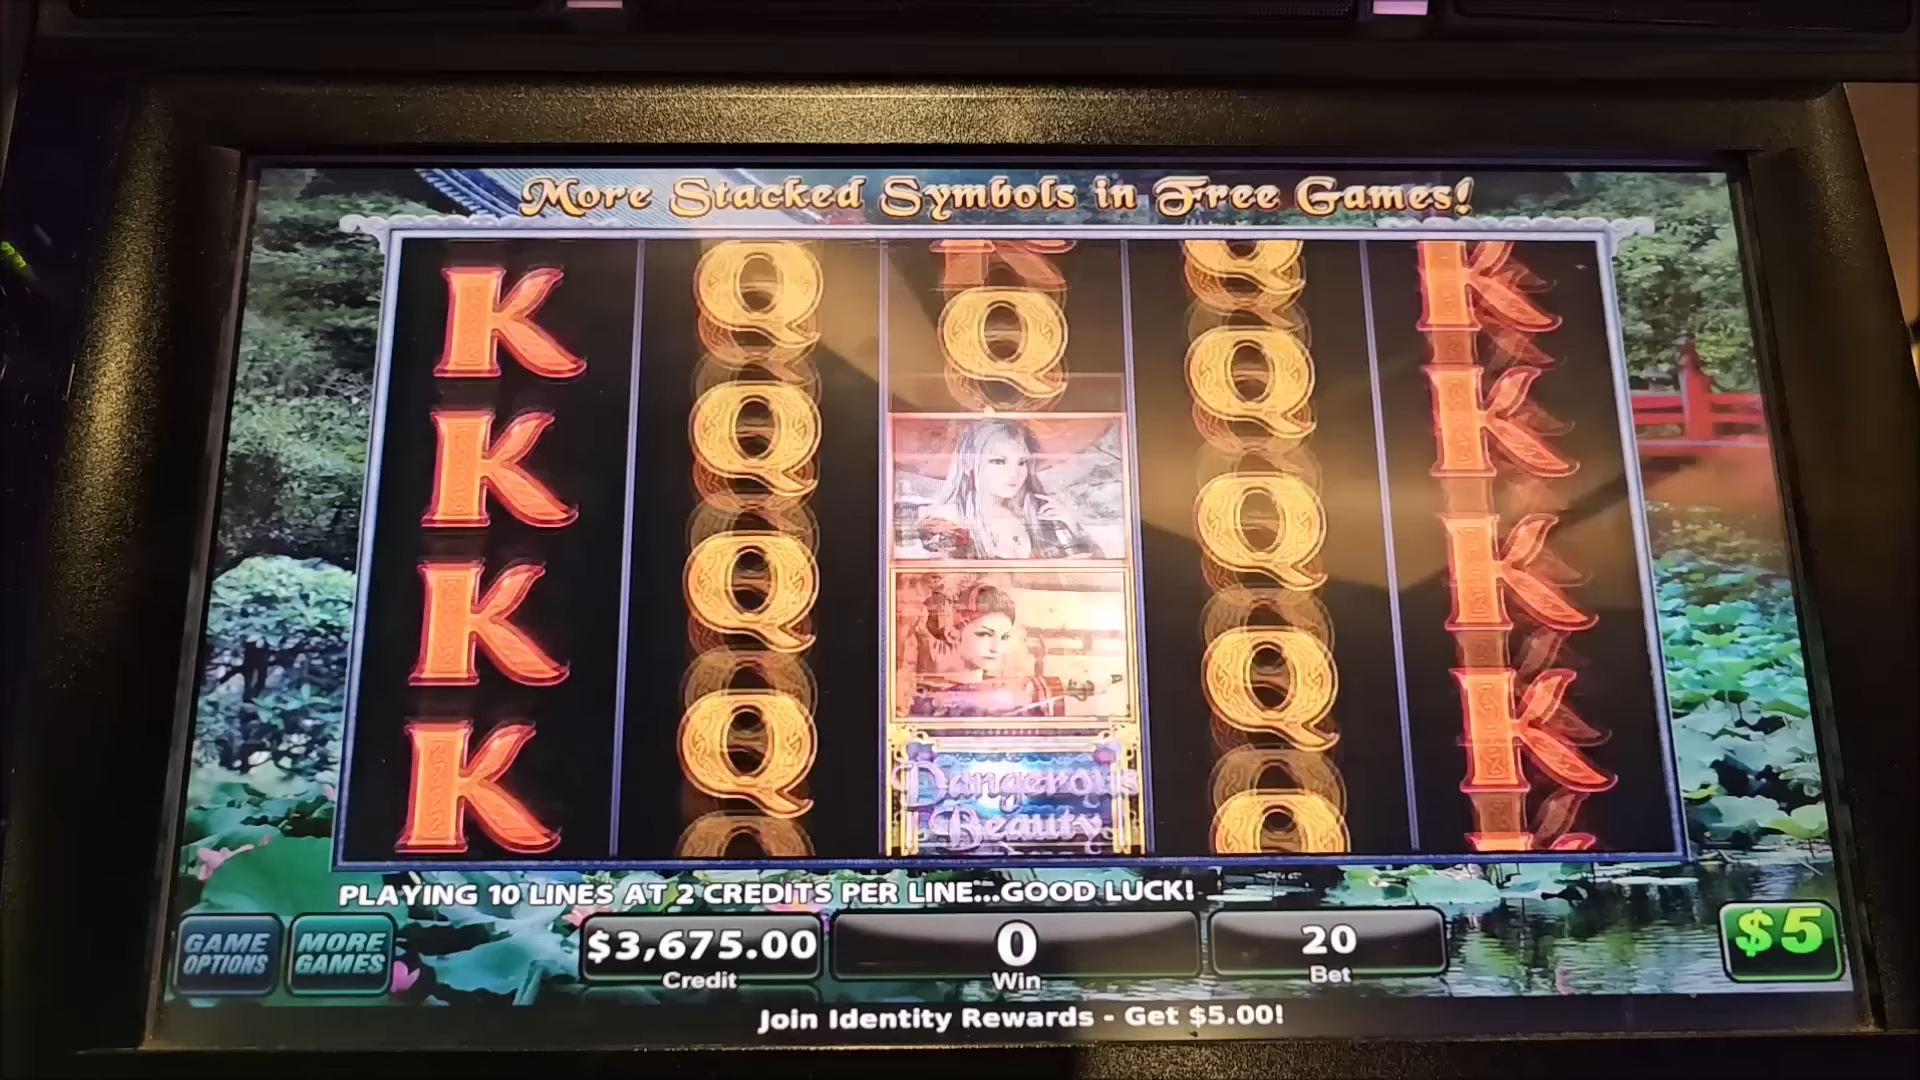 More Stacked Symbols in Free Games!
K Q K Q K
K Q Q Q K
K Q Q K
K Q Q K
Q Q K
Dangerous
Beauty
PLAYING 10 LINES AT 2 CREDITS PER LINE...GOOD LUCK!
GAME
OPTIONS
MORE
GAMES
$3,675.00
Credit
0
Win
20
Bet
$5
Join Identity Rewards - Get $5.00!